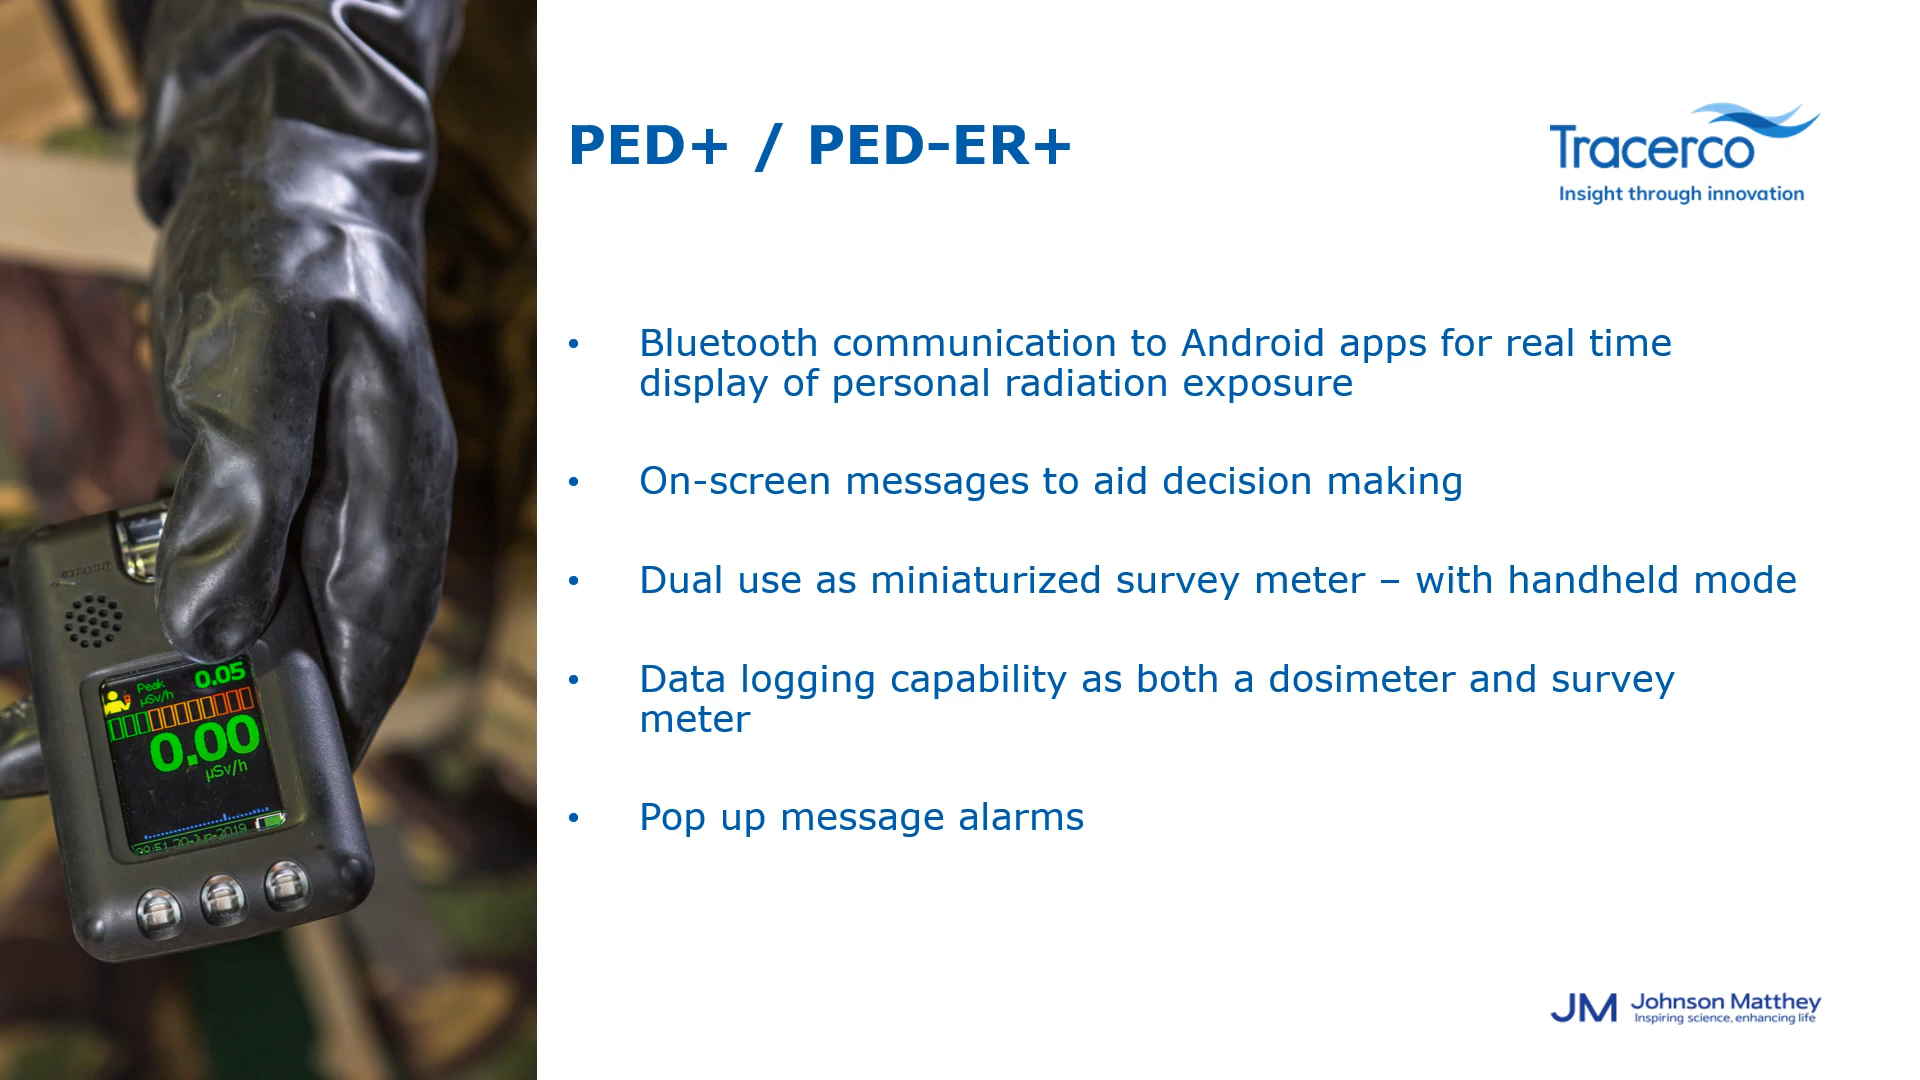 PED+ / PED-ER+
Tracerco
Insight through innovation
• Bluetooth communication to Android apps for real time
display of personal radiation exposure
• On-screen messages to aid decision making
• Dual use as miniaturized survey meter – with handheld mode
• Data logging capability as both a dosimeter and survey
meter
• Pop up message alarms
Peak 0.05
µSv/h
0.00
µSv/h
JM Johnson Matthey
Inspiring science, enhancing life